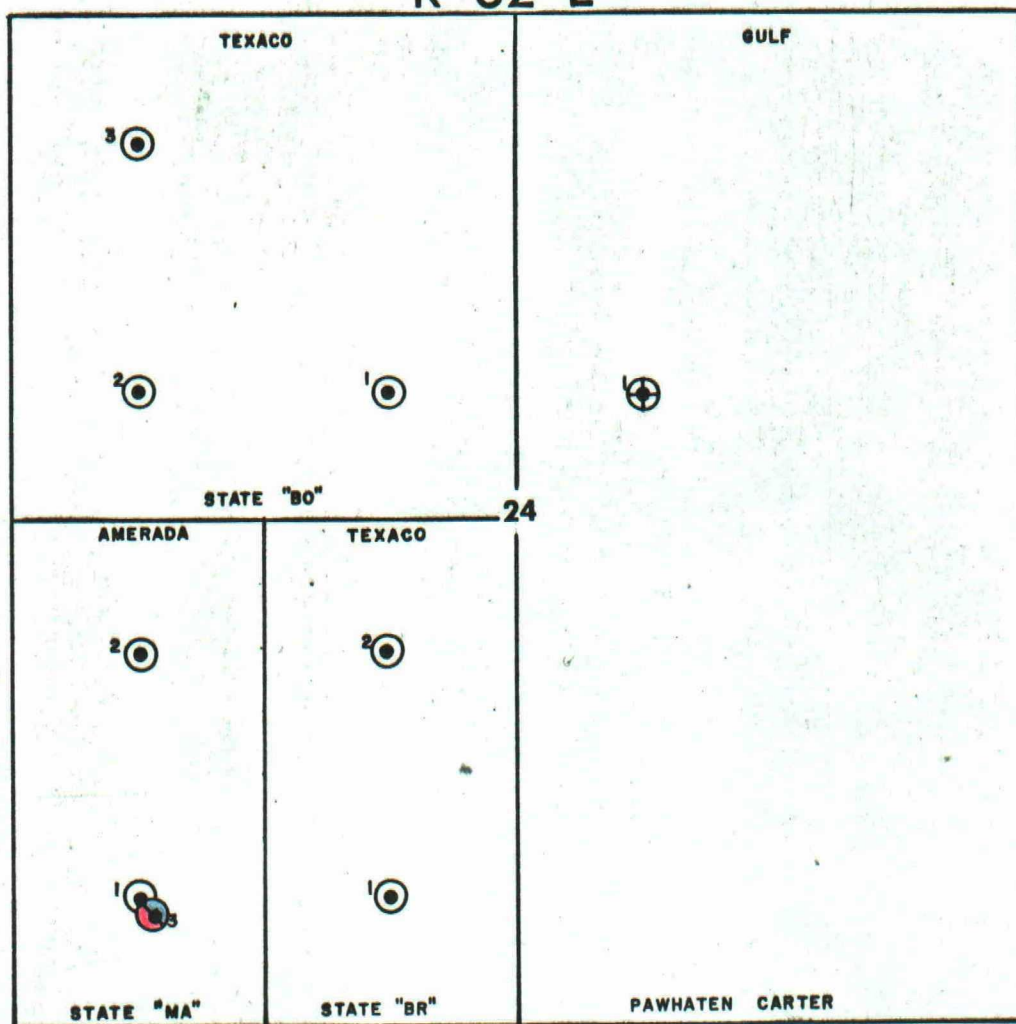 TEXACO
GULF
3
2
1
1
STATE "BO"
24
AMERADA
TEXACO
2
2
1
3
1
STATE "MA"
STATE "BR"
PAWHATEN CARTER